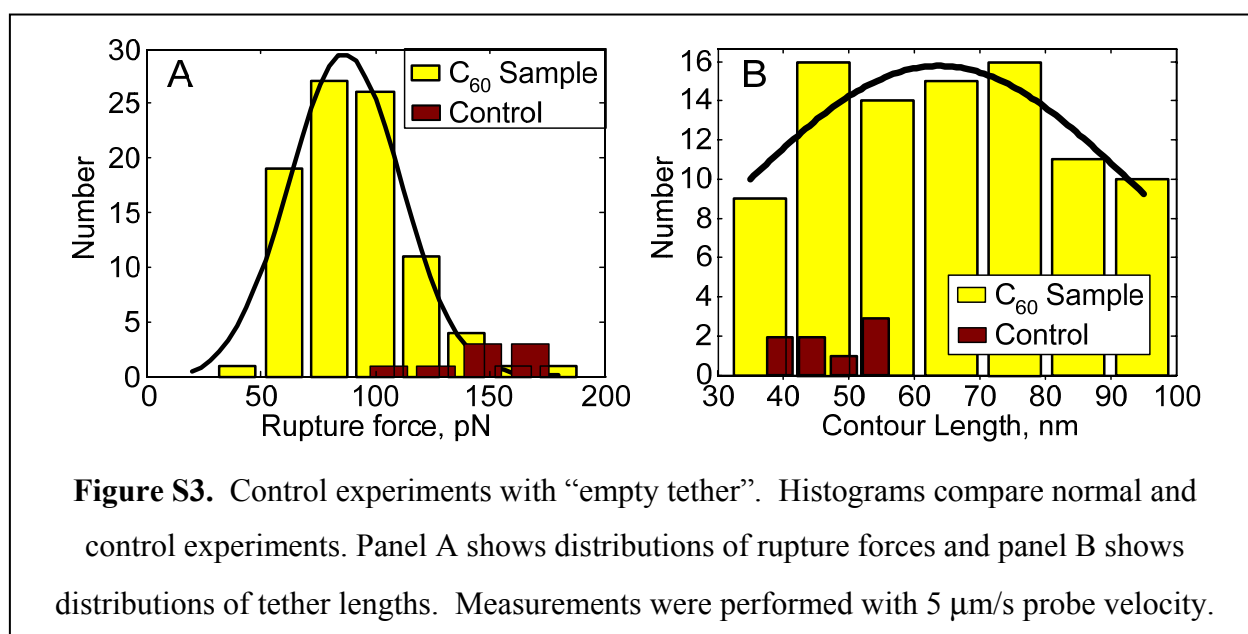 A
C60 Sample
Control
30
25
20
15
10
5
0
Number
0 50 100 150 200
Rupture force, pN
B
16
14
12
10
8
6
4
2
0
Number
C60 Sample
Control
30 40 50 60 70 80 90 100
Contour Length, nm
Figure S3. Control experiments with “empty tether”. Histograms compare normal and
control experiments. Panel A shows distributions of rupture forces and panel B shows
distributions of tether lengths. Measurements were performed with 5 μm/s probe velocity.